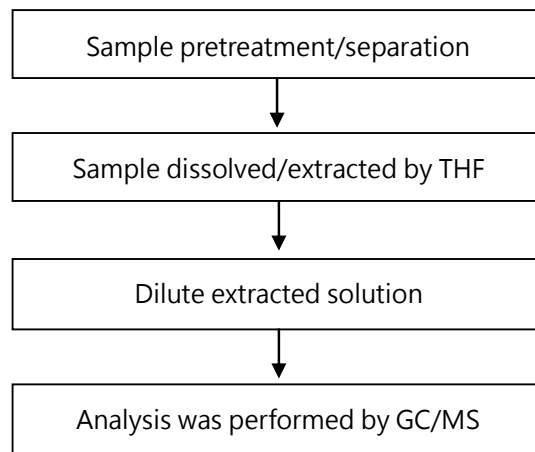 Sample pretreatment/separation
Sample dissolved/extracted by THF
Dilute extracted solution
Analysis was performed by GC/MS